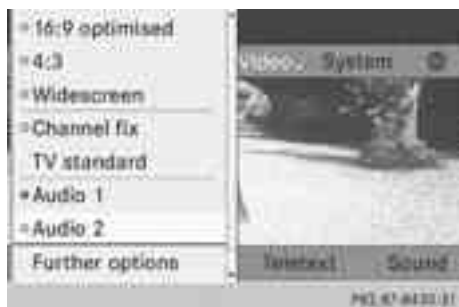 16:9 optimised
4:3
Video System
Widescreen
Channel fix
TV standard
Audio 1
Audio 2
Further options
Teletext Sound